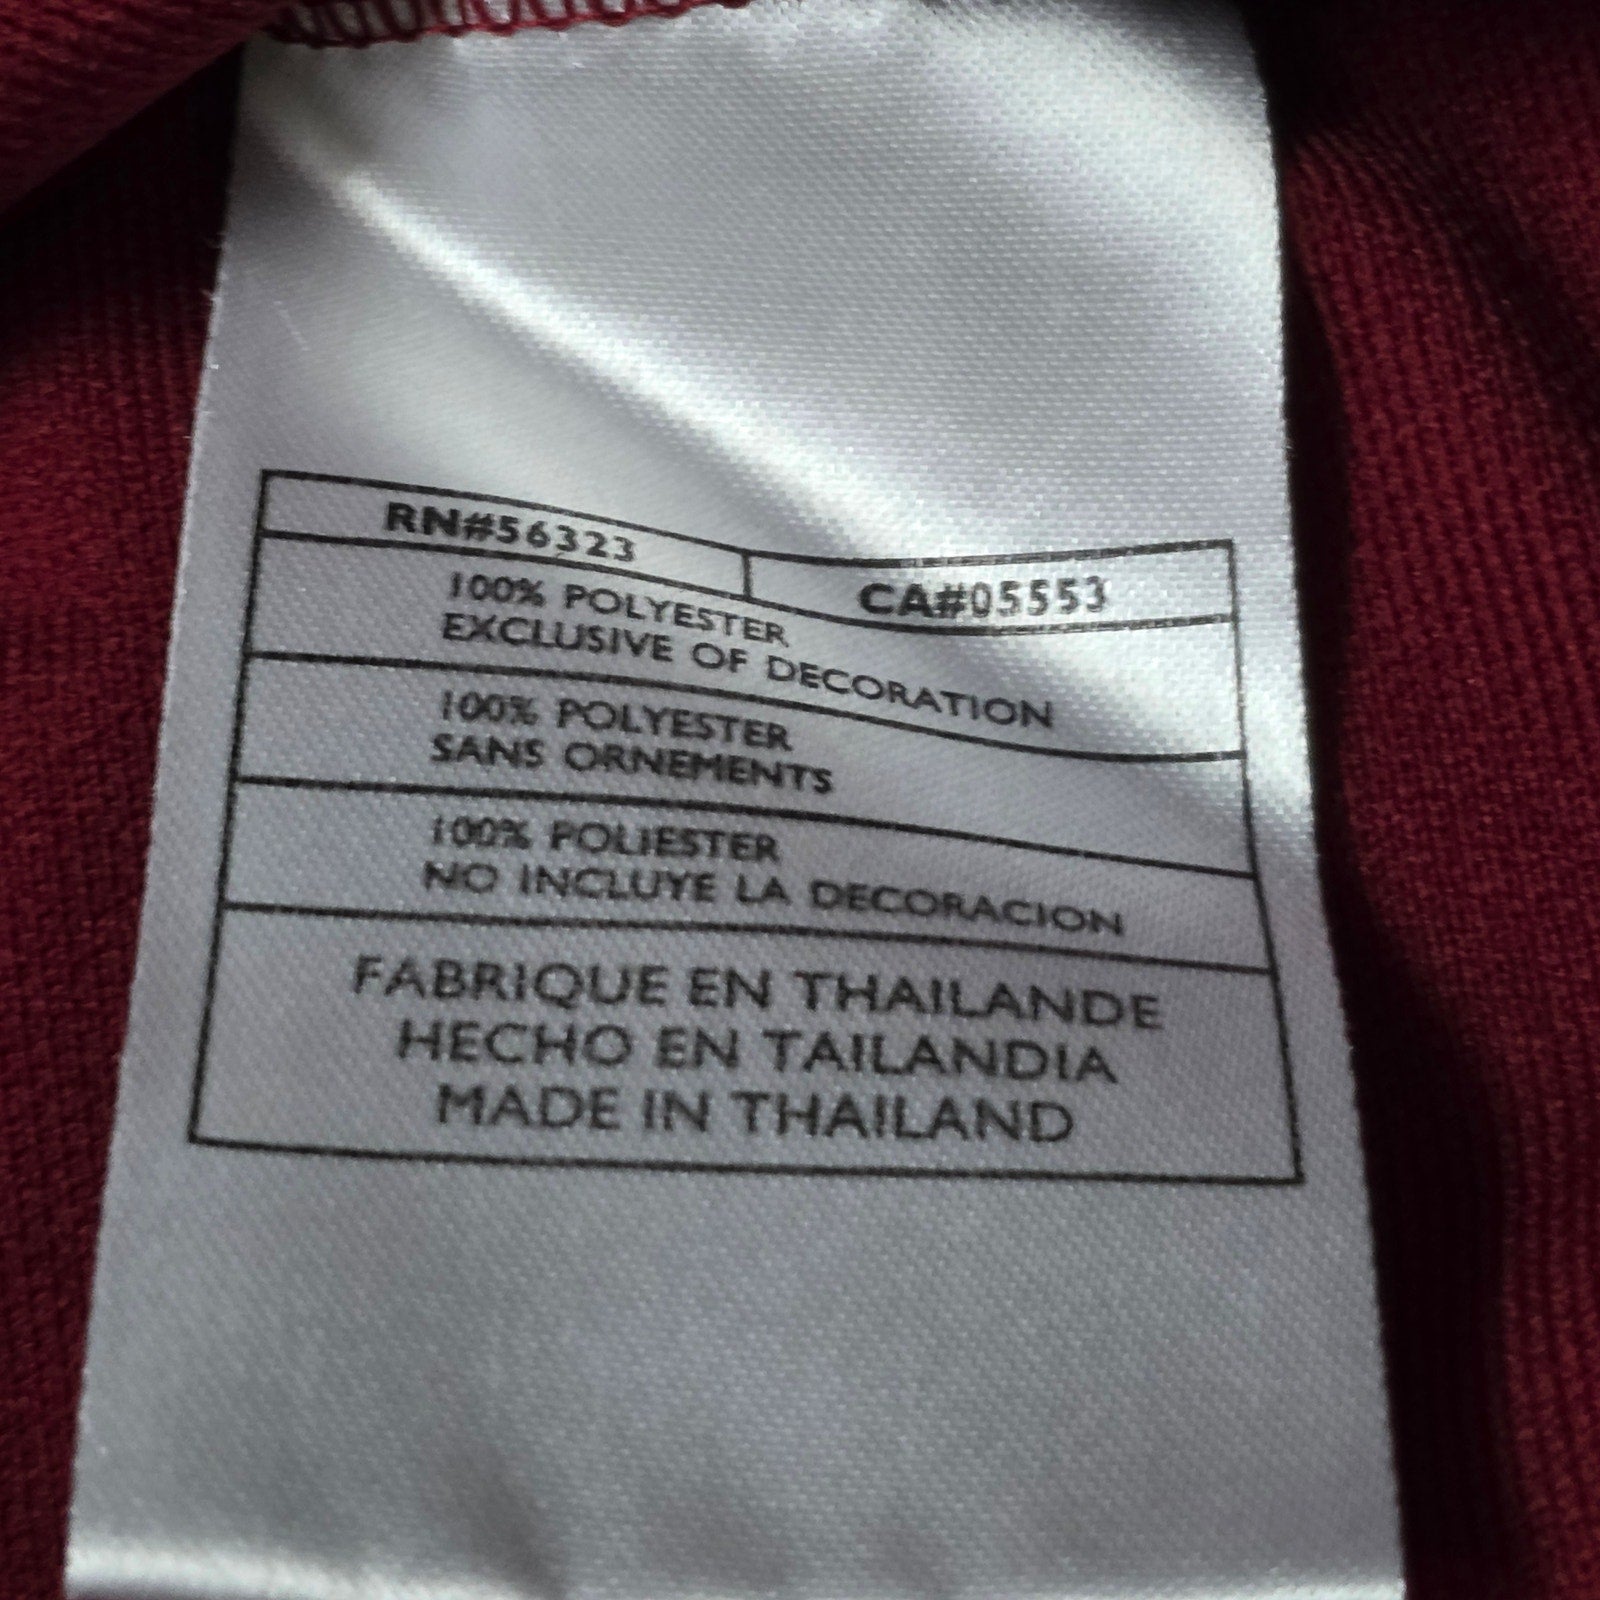 RN#56323
CA#05553
100% POLYESTER
EXCLUSIVE OF DECORATION
100% POLYESTER
SANS ORNEMENTS
100% POLIESTER
NO INCLUYE LA DECORACION
FABRIQUE EN THAILANDE
HECHO EN TAILANDIA
MADE IN THAILAND